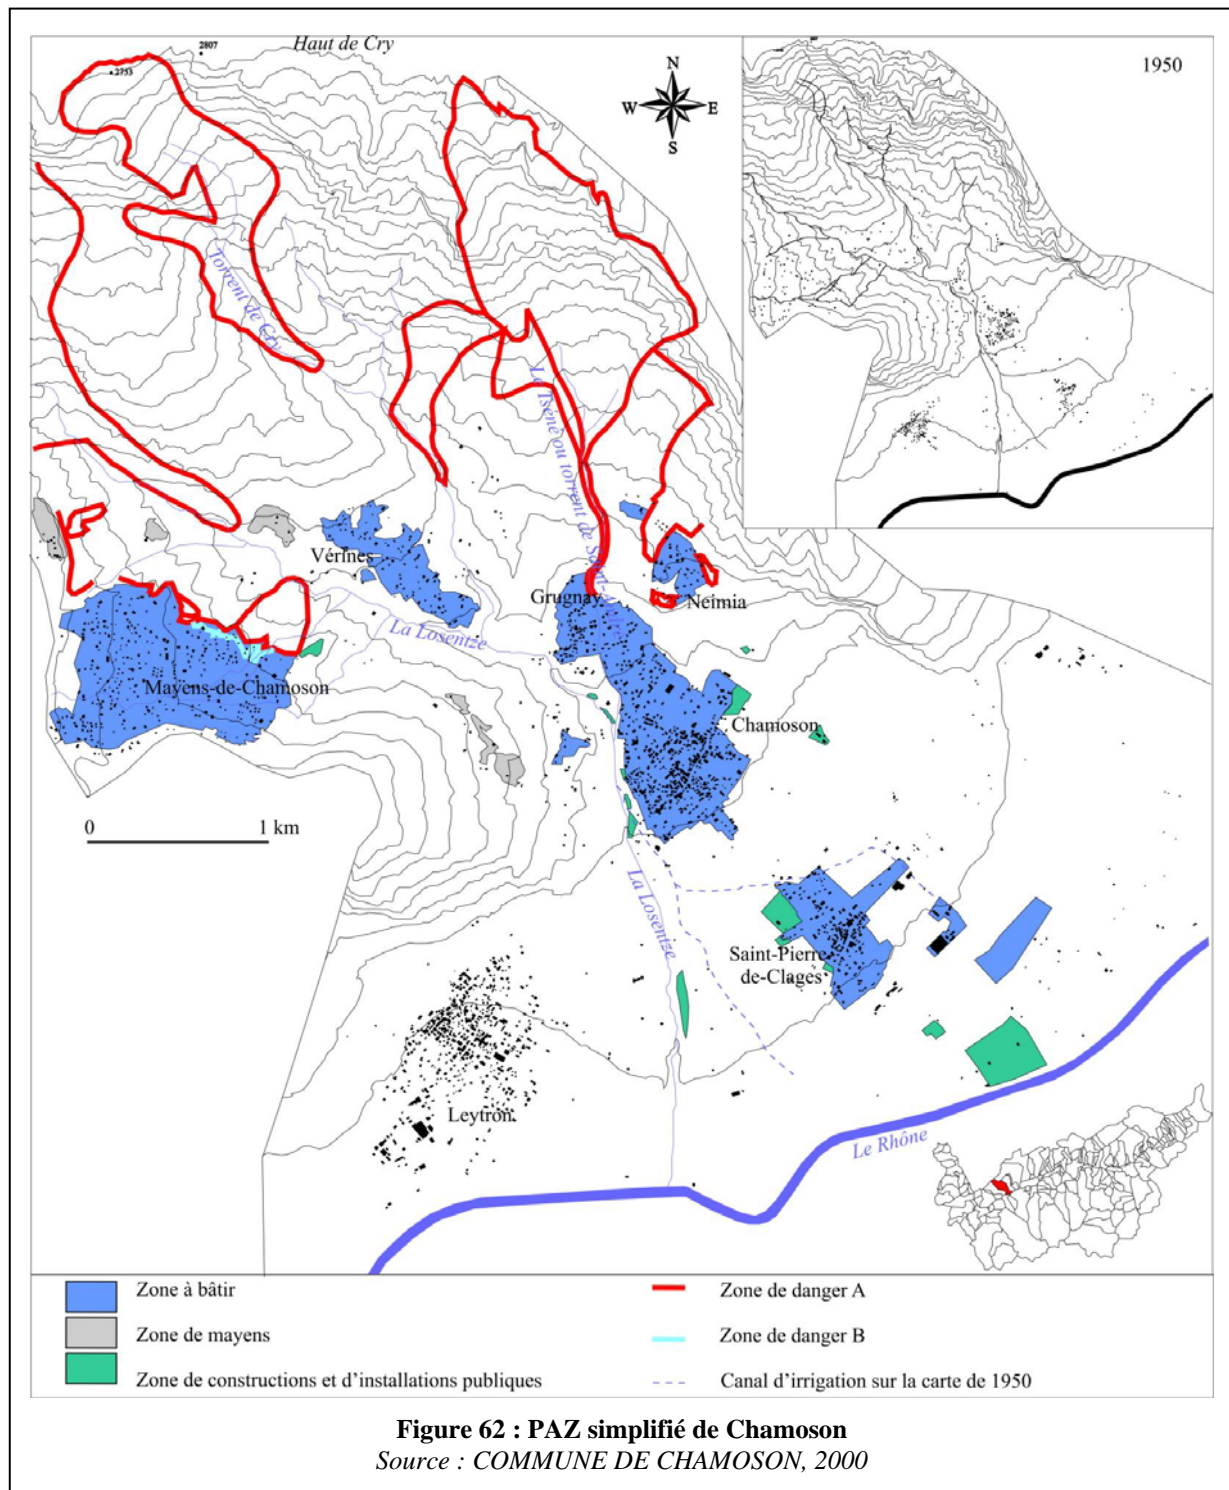 Haut de Cry
2807
2753
N
W
E
S
1950
Torrent de Cry
La Tsène ou torrent de Saint-André
Vérines
Grugnay
Neimia
La Losentze
Mayens-de-Chamoson
Chamoson
0
1 km
La Losentze
Saint-Pierre
de-Clages
Leytron
Le Rhône
Zone à bâtir
Zone de danger A
Zone de mayens
Zone de danger B
Zone de constructions et d’installations publiques
Canal d’irrigation sur la carte de 1950
Figure 62 : PAZ simplifié de Chamoson
Source : COMMUNE DE CHAMOSON, 2000